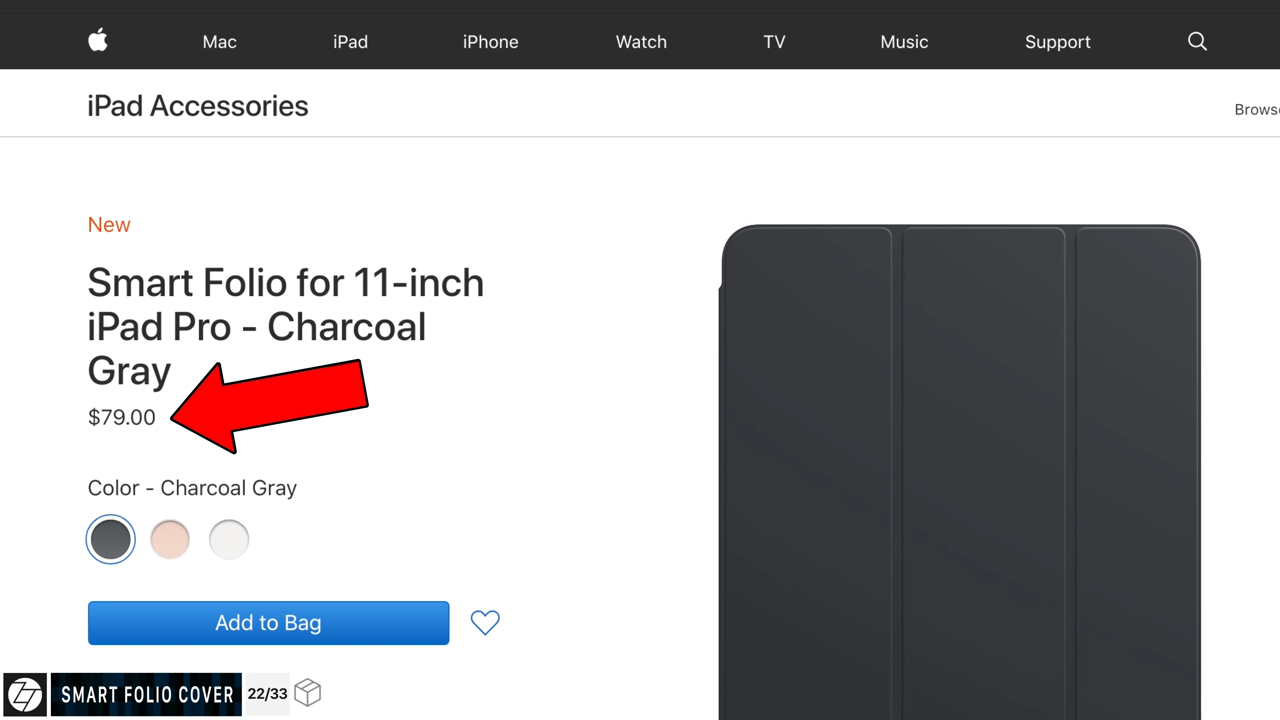 Mac iPad iPhone Watch TV Music Support
iPad Accessories
New
Smart Folio for 11-inch
iPad Pro - Charcoal
Gray
$79.00
Color - Charcoal Gray
Add to Bag
SMART FOLIO COVER 22/33